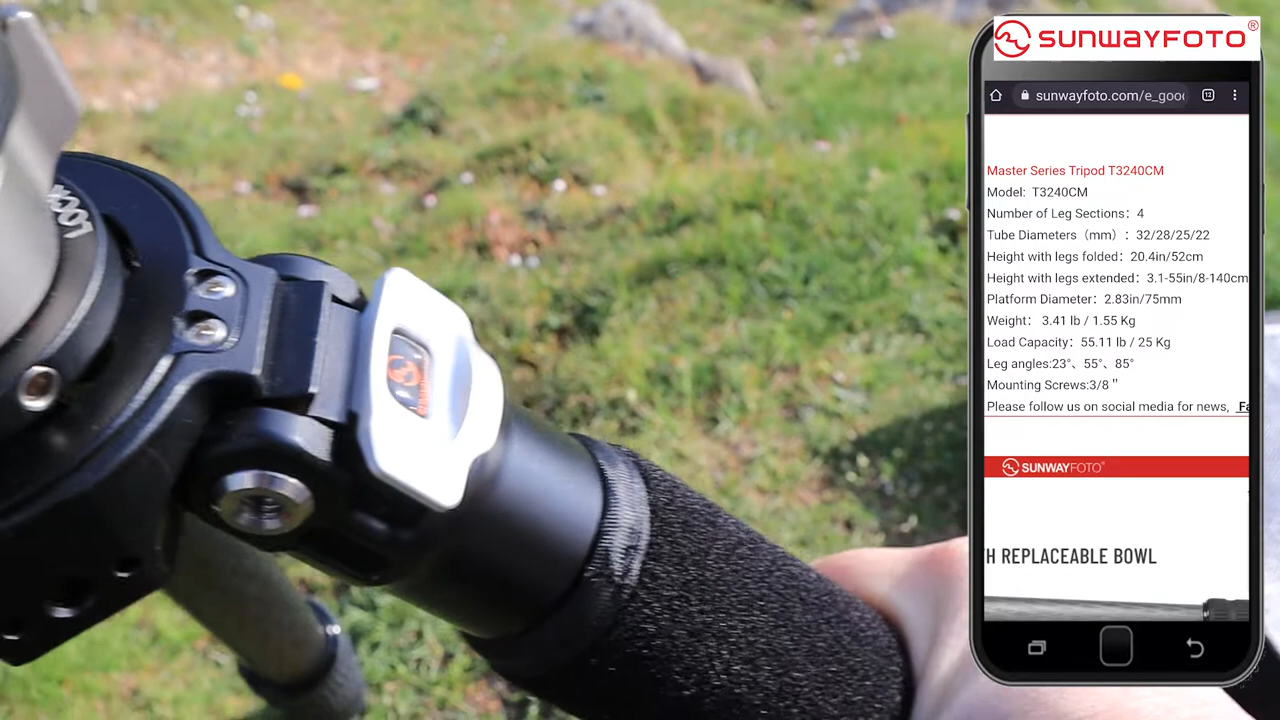 SUNWAYFOTO®
sunwayfoto.com/e_goo
12
Master Series Tripod T3240CM
Model: T3240CM
Number of Leg Sections：4
Tube Diameters（mm）：32/28/25/22
Height with legs folded：20.4in/52cm
Height with legs extended：3.1-55in/8-140cm
Platform Diameter：2.83in/75mm
Weight： 3.41 lb / 1.55 Kg
Load Capacity：55.11 lb / 25 Kg
Leg angles:23°、55°、85°
Mounting Screws:3/8 "
Please follow us on social media for news, Fa
SUNWAYFOTO®
H REPLACEABLE BOWL
LOCK